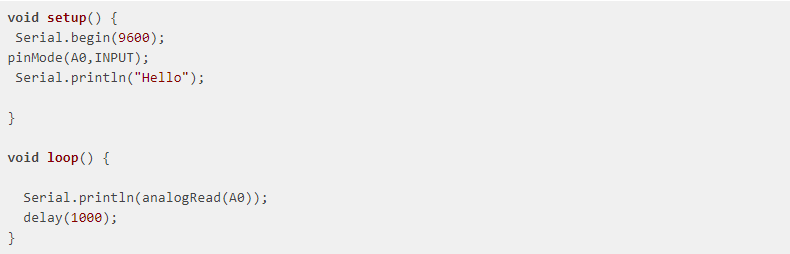 void setup() {
 Serial.begin(9600);
pinMode(A0,INPUT);
 Serial.println("Hello");
}
void loop() {
  Serial.println(analogRead(A0));
  delay(1000);
}